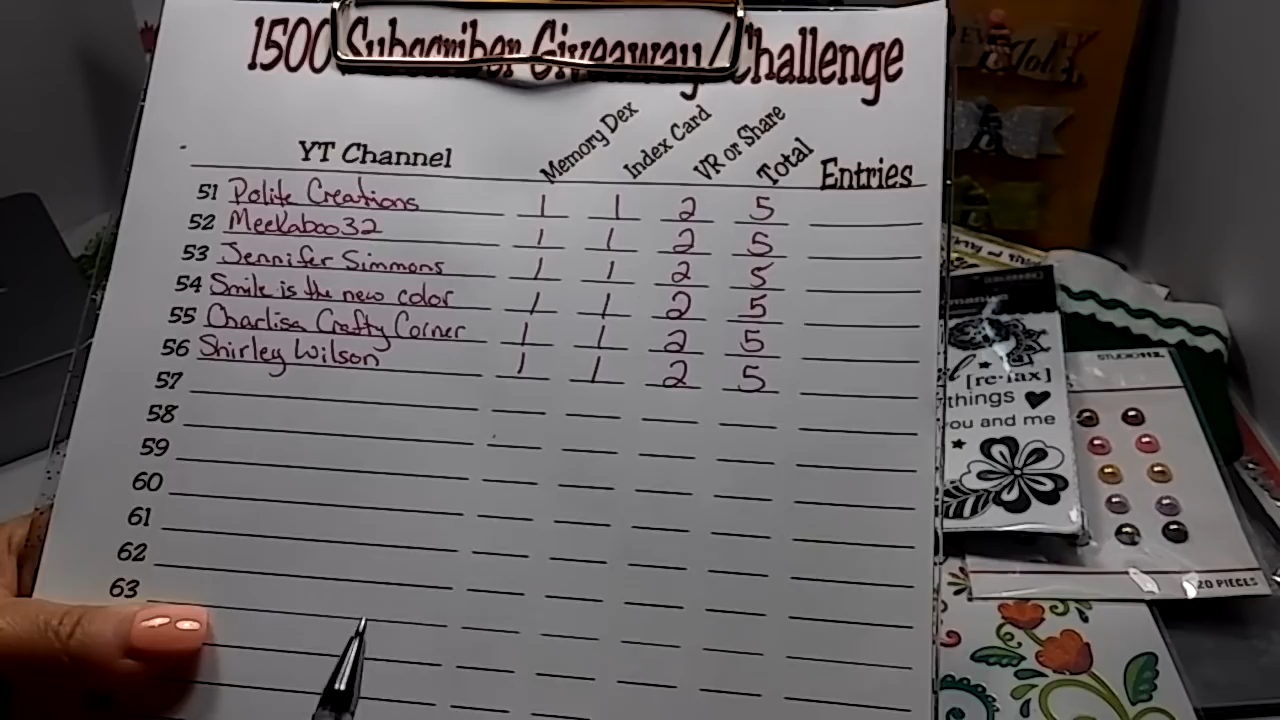 1500 Subscriber Giveaway/Challenge
YT Channel Memory Dex Index Card VR or Share Total Entries
51 Polite Creations 1 1 2 5
52 Meekaboo32 1 1 2 5
53 Jennifer Simmons 1 1 2 5
54 Smile is the new color 1 1 2 5
55 Charlisa Crafty Corner 1 1 2 5
56 Shirley Wilson 1 1 2 5
57
58
59
60
61
62
63
[re·lax]
things
ou and me
STUDIO112
20 PIECES